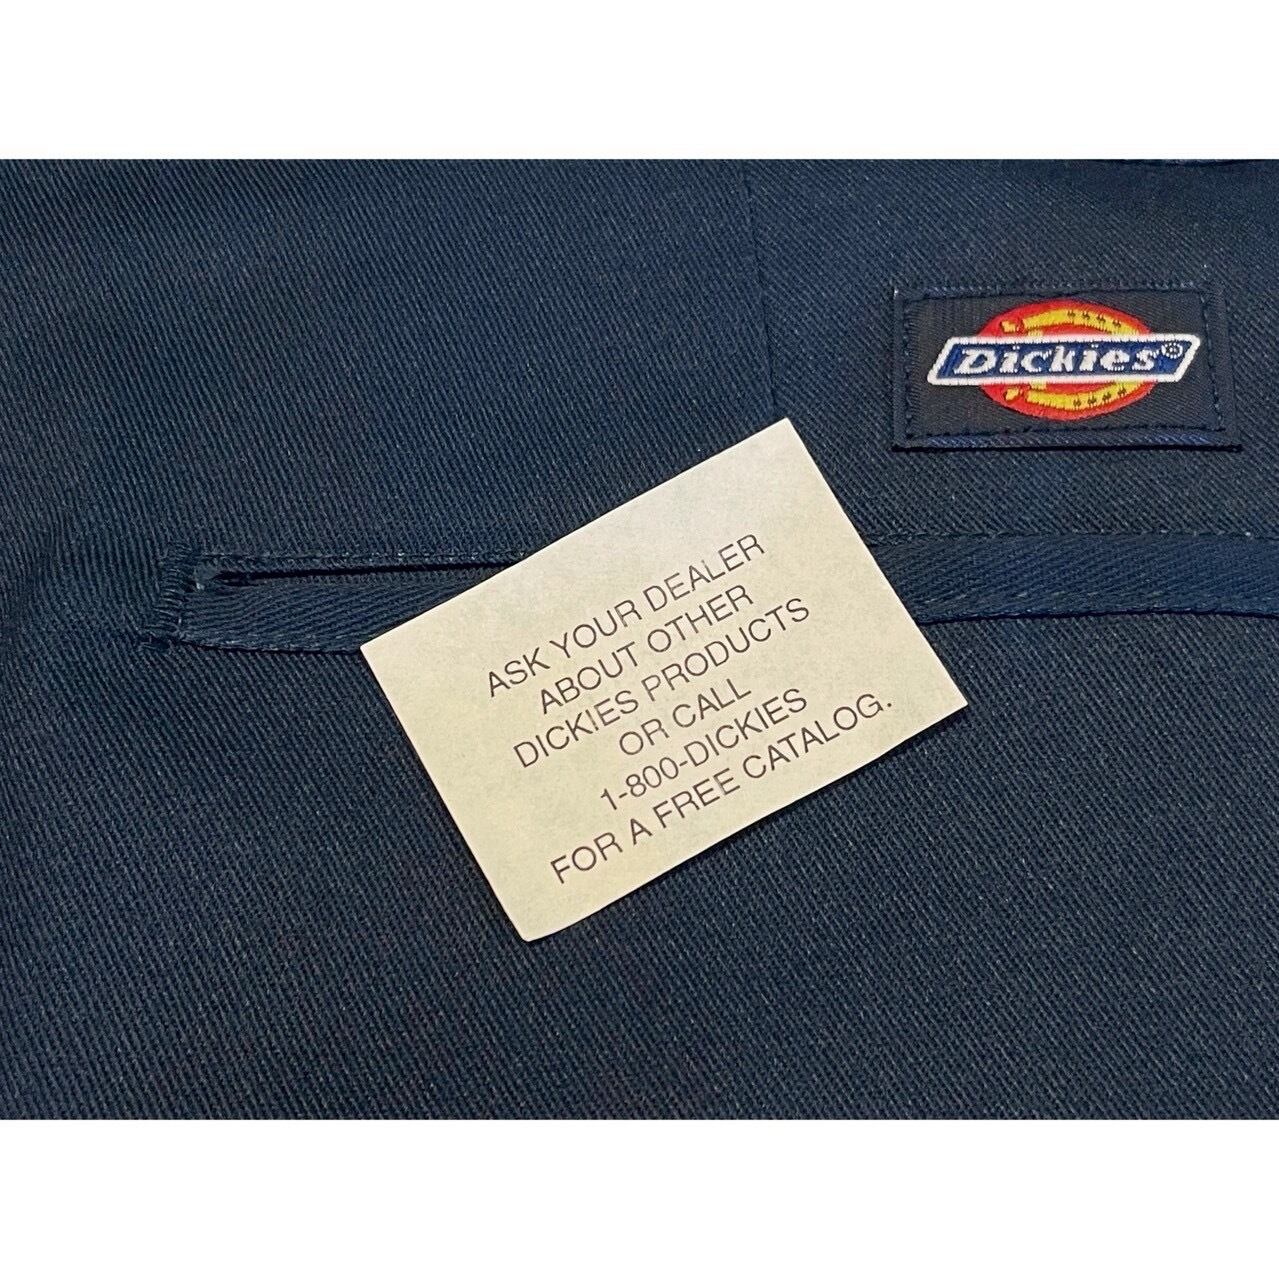 Dickies®
ASK YOUR DEALER
ABOUT OTHER
DICKIES PRODUCTS
OR CALL
1-800-DICKIES
FOR A FREE CATALOG.